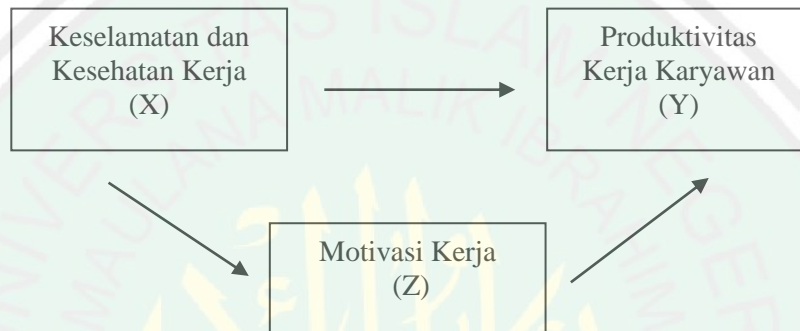 Keselamatan dan
Kesehatan Kerja
(X)
Produktivitas
Kerja Karyawan
(Y)
Motivasi Kerja
(Z)